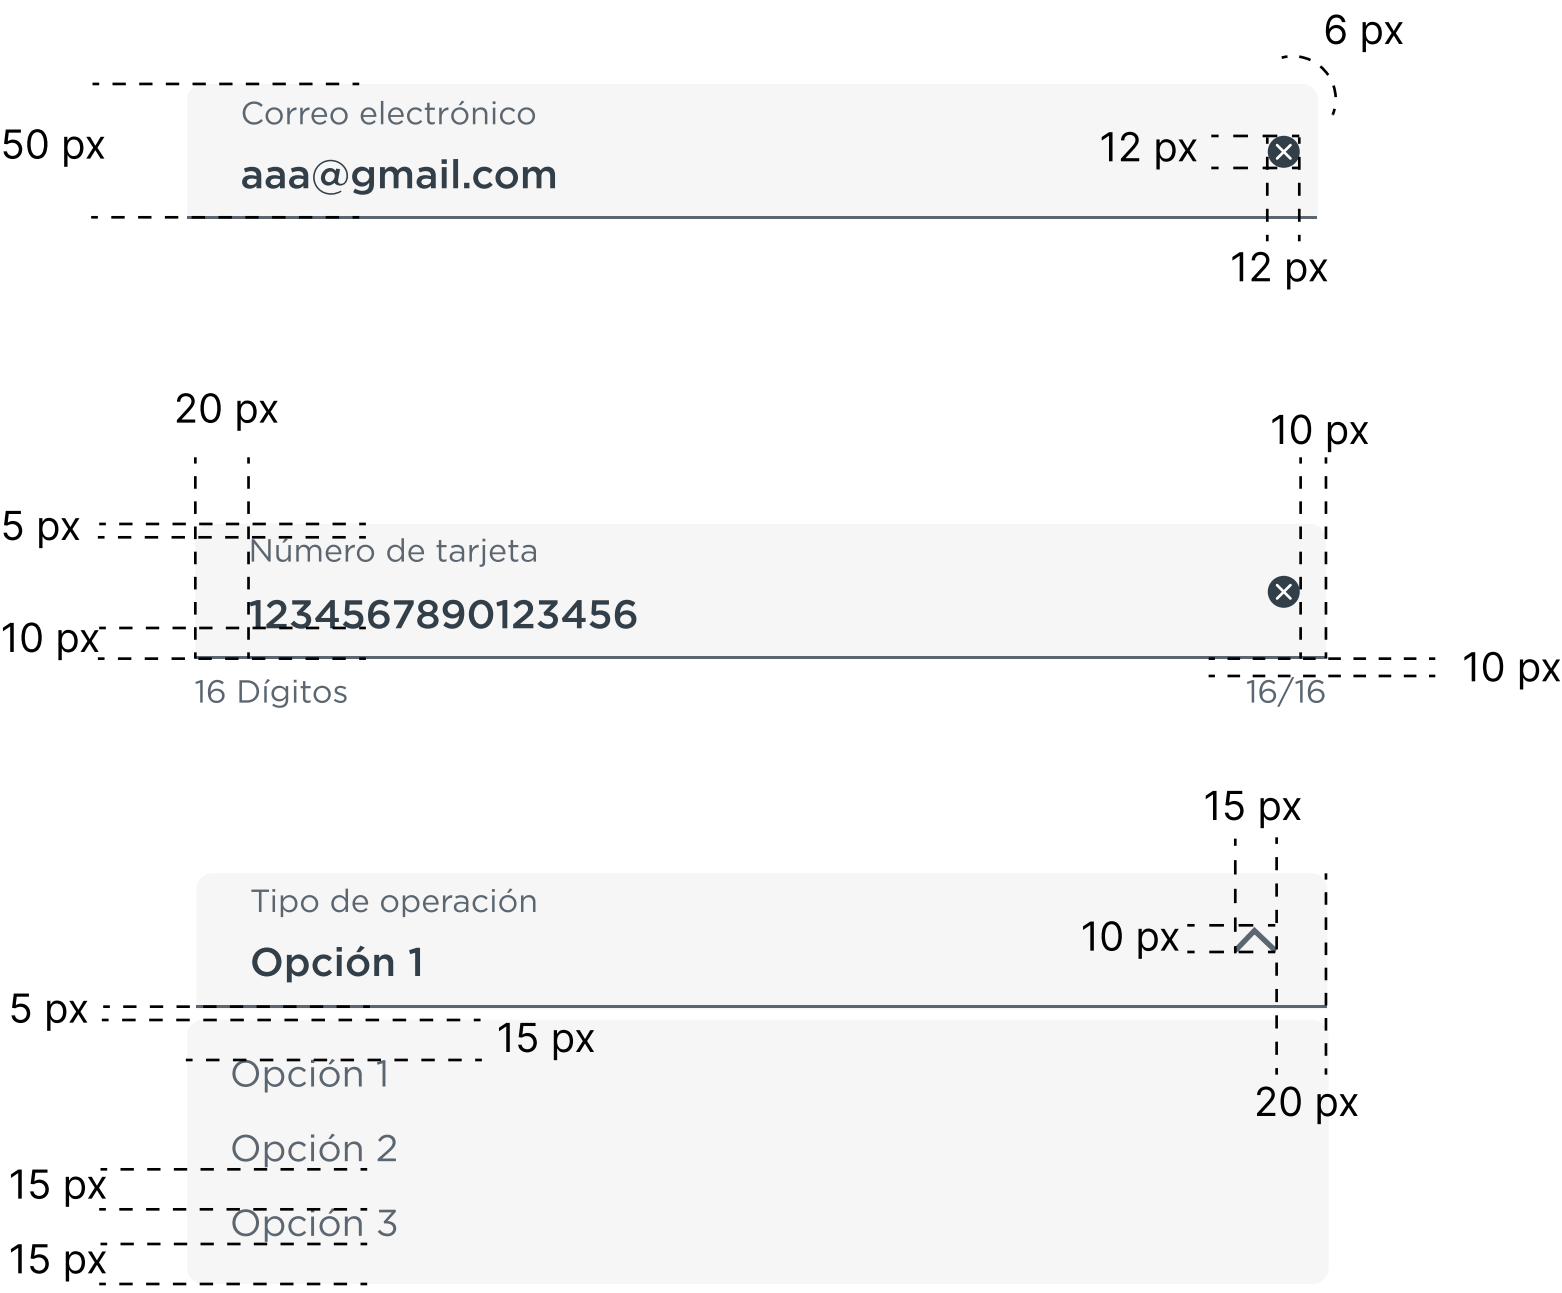 6 px
50 px
Correo electrónico
12 px
aaa@gmail.com
12 px
20 px
10 px
5 px
Número de tarjeta
1234567890123456
10 px
10 px
16 Dígitos
16/16
15 px
Tipo de operación
10 px
Opción 1
5 px
15 px
Opción 1
20 px
Opción 2
15 px
Opción 3
15 px